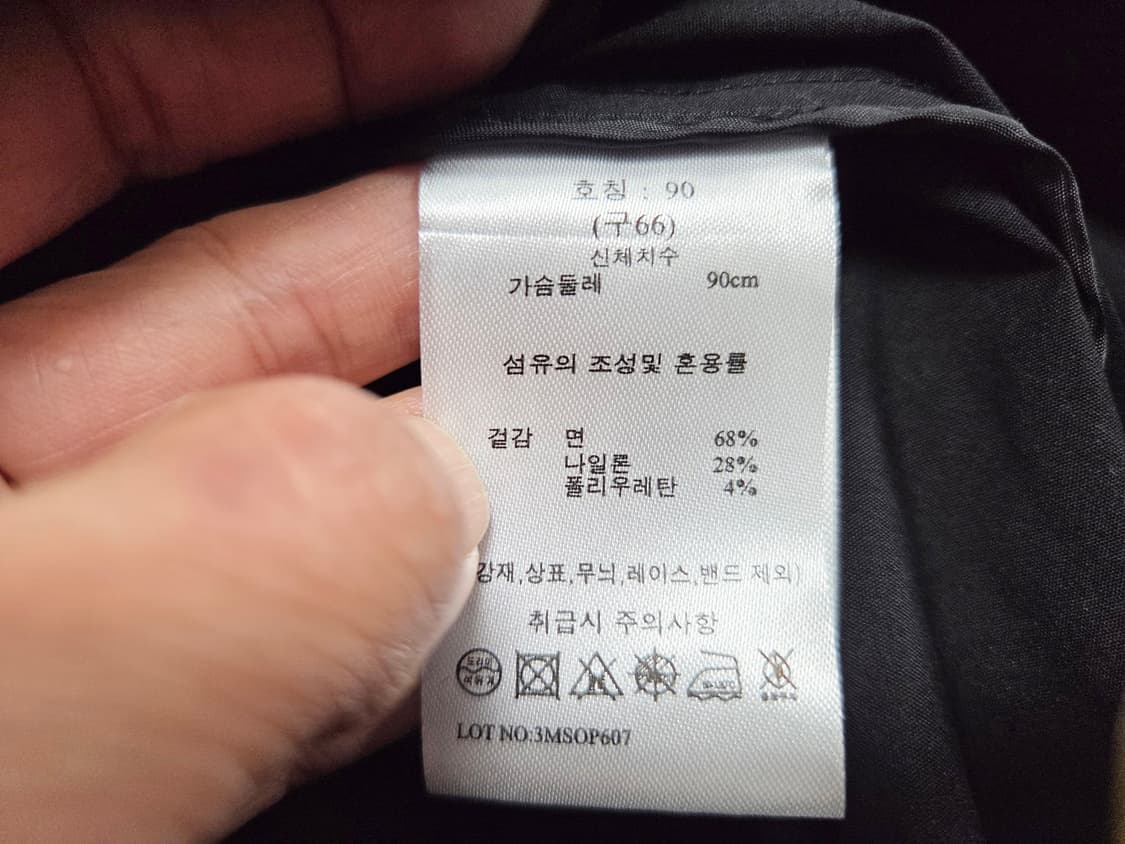 호칭 : 90
(구66)
신체치수
가슴둘레 90cm
섬유의 조성및 혼용률
겉감 면 68%
나일론 28%
폴리우레탄 4%
강재,상표,무늬,레이스,밴드 제외)
취급시 주의사항
드라이
LOT NO:3MSOP607